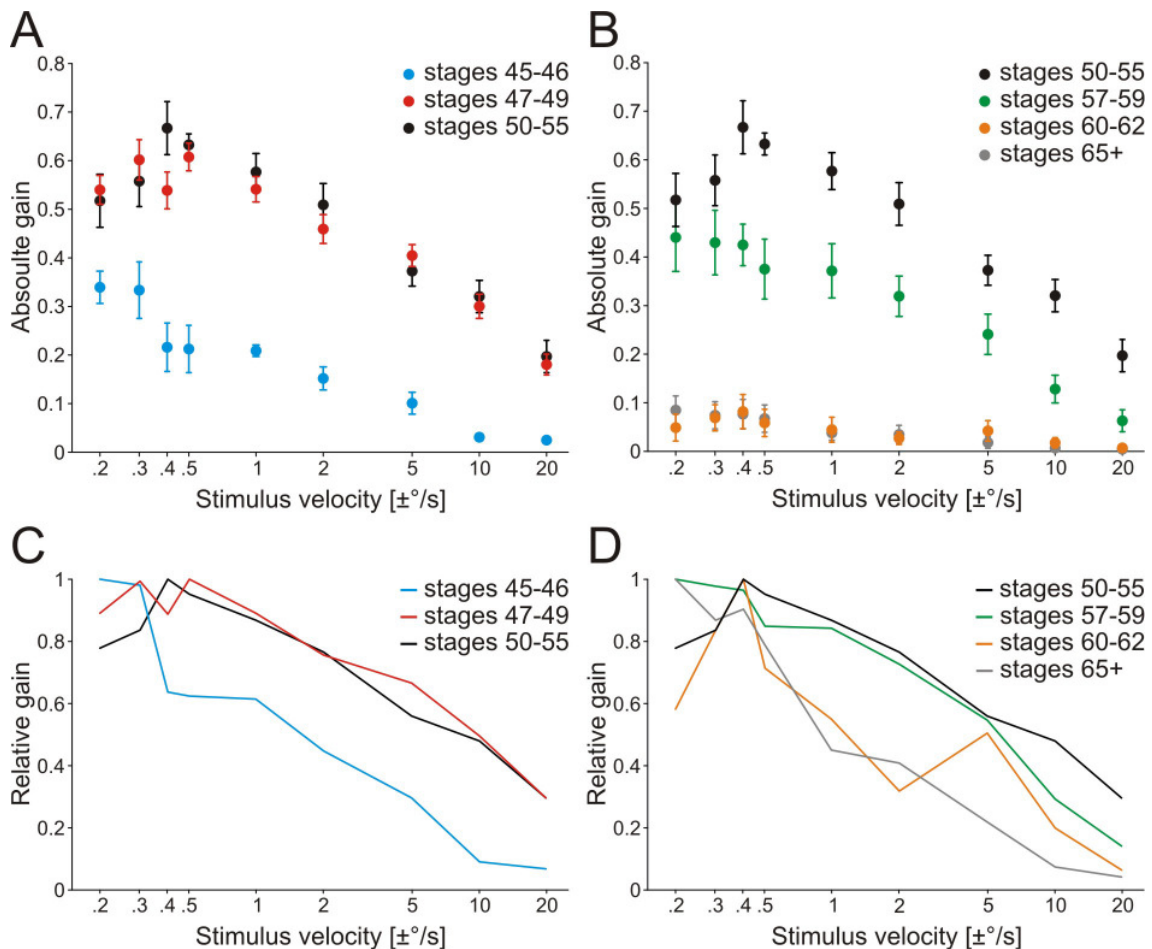 A
B
0.8
0.7
0.6
0.5
0.4
0.3
0.2
0.1
0
Absoulte gain
stages 45-46
stages 47-49
stages 50-55
.2 .3 .4 .5 1 2 5 10 20
Stimulus velocity [±°/s]
0.8
0.7
0.6
0.5
0.4
0.3
0.2
0.1
0
Absolute gain
stages 50-55
stages 57-59
stages 60-62
stages 65+
.2 .3 .4 .5 1 2 5 10 20
Stimulus velocity [±°/s]
C
D
1
0.8
0.6
0.4
0.2
0
Relative gain
stages 45-46
stages 47-49
stages 50-55
.2 .3 .4 .5 1 2 5 10 20
Stimulus velocity [±°/s]
1
0.8
0.6
0.4
0.2
0
Relative gain
stages 50-55
stages 57-59
stages 60-62
stages 65+
.2 .3 .4 .5 1 2 5 10 20
Stimulus velocity [±°/s]